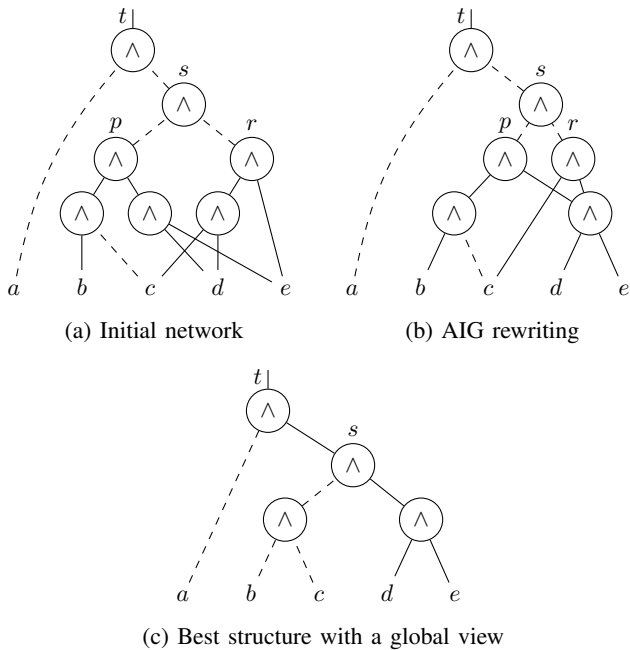 t t
∧ ∧
s s
∧ ∧
p r p r
∧ ∧ ∧ ∧
∧ ∧ ∧ ∧ ∧
a b c d e a b c d e
(a) Initial network (b) AIG rewriting
t
∧
s
∧
∧ ∧
a b c d e
(c) Best structure with a global view